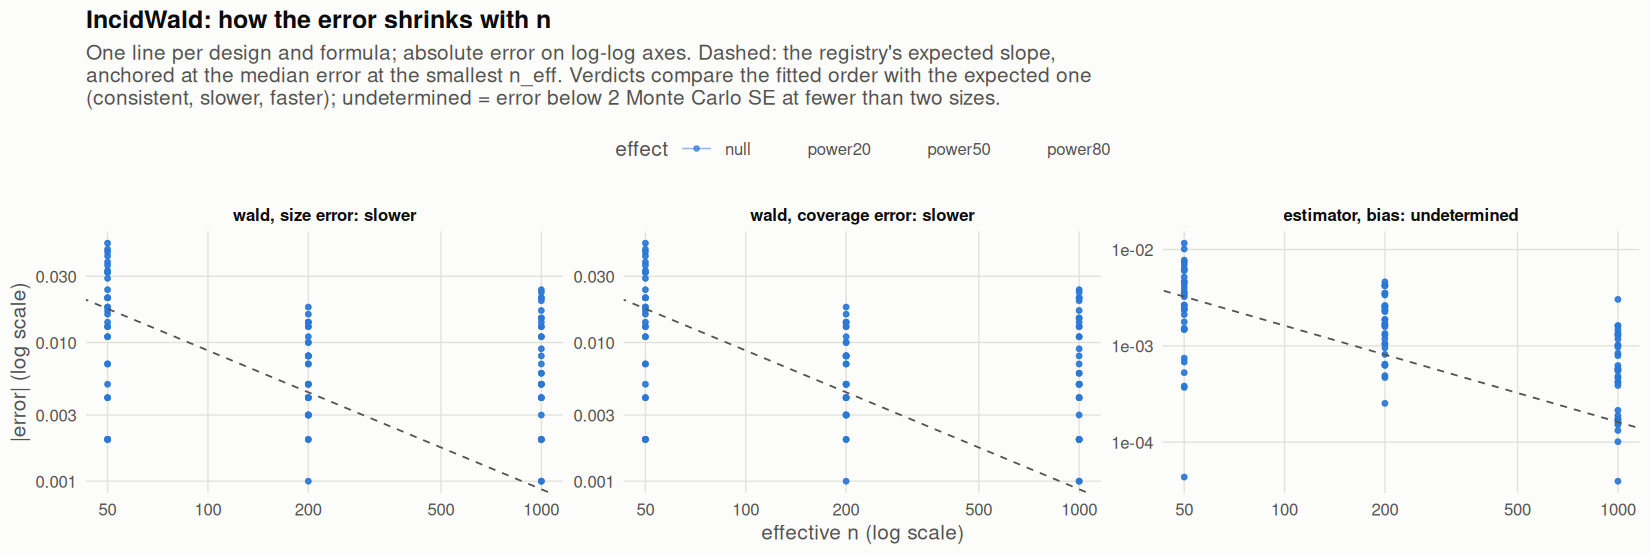 IncidWald: how the error shrinks with n
One line per design and formula; absolute error on log-log axes. Dashed: the registry's expected slope,
anchored at the median error at the smallest n_eff. Verdicts compare the fitted order with the expected one
(consistent, slower, faster); undetermined = error below 2 Monte Carlo SE at fewer than two sizes.
effect null power20 power50 power80
wald, size error: slower
wald, coverage error: slower
estimator, bias: undetermined
|error| (log scale)
0.030
0.010
0.003
0.001
50 100 200 500 1000
0.030
0.010
0.003
0.001
50 100 200 500 1000
1e-02
1e-03
1e-04
50 100 200 500 1000
effective n (log scale)